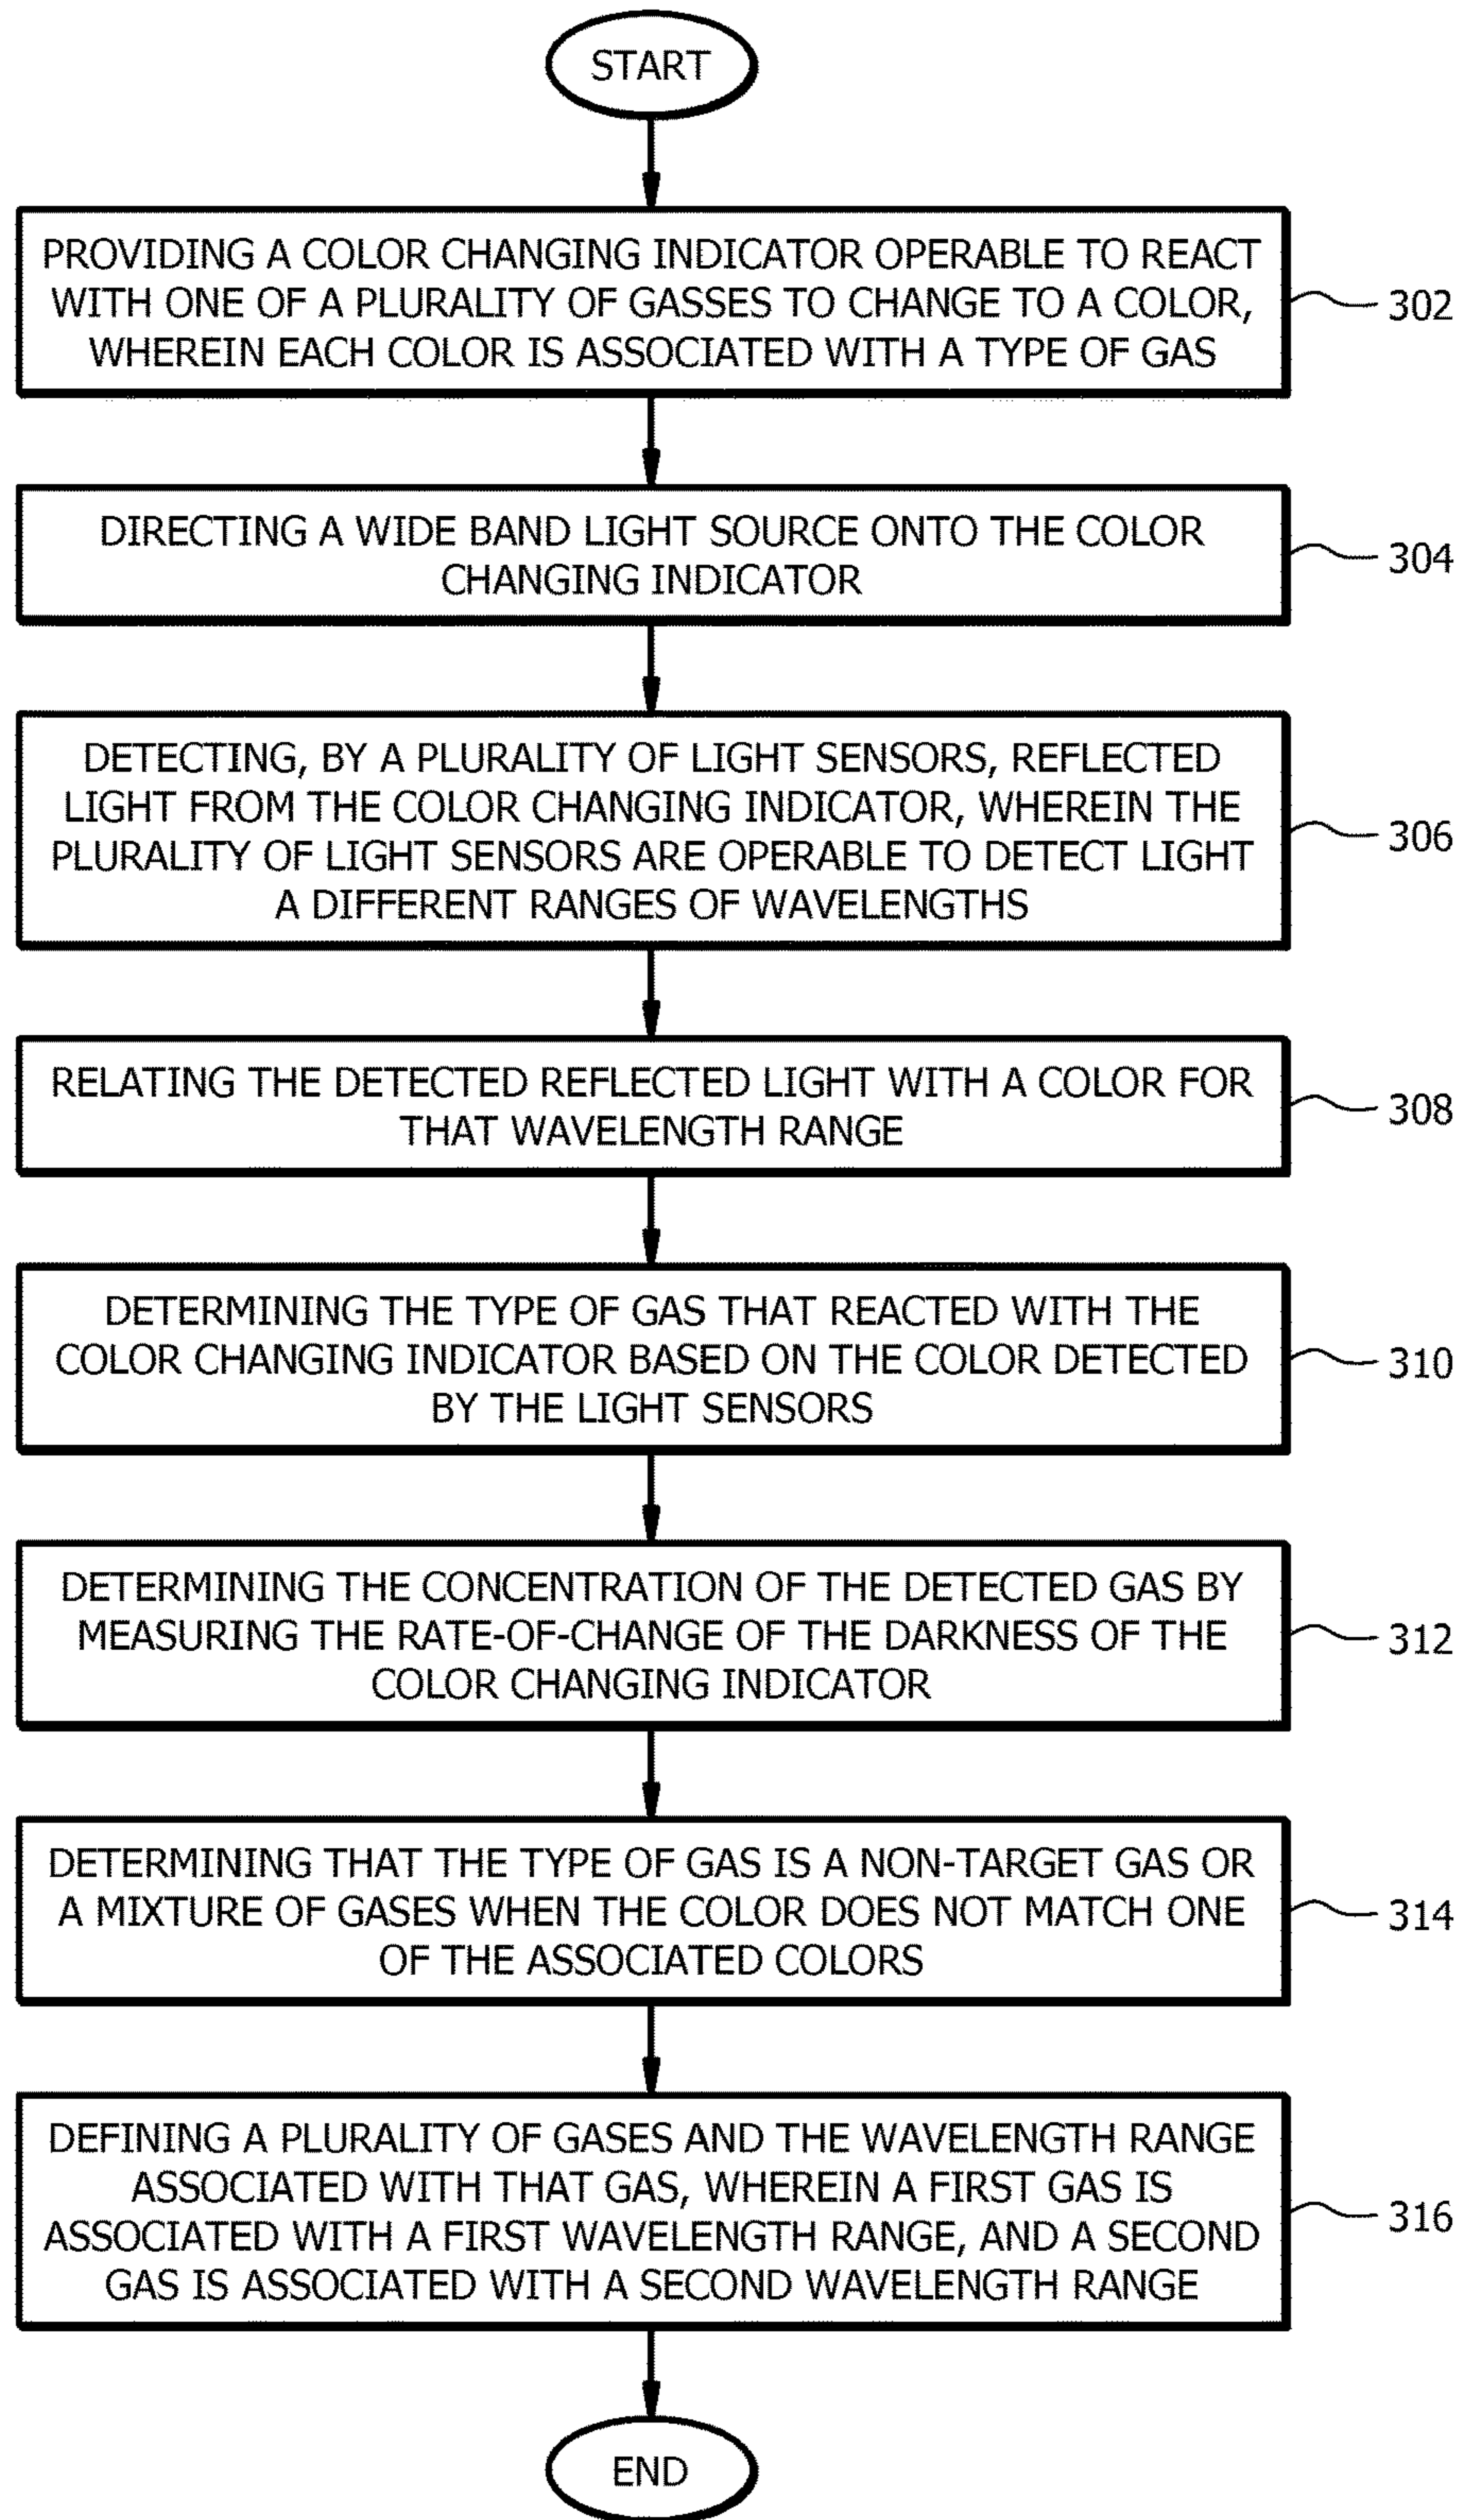 START
PROVIDING A COLOR CHANGING INDICATOR OPERABLE TO REACT
WITH ONE OF A PLURALITY OF GASSES TO CHANGE TO A COLOR,
WHEREIN EACH COLOR IS ASSOCIATED WITH A TYPE OF GAS
302
DIRECTING A WIDE BAND LIGHT SOURCE ONTO THE COLOR
CHANGING INDICATOR
304
DETECTING, BY A PLURALITY OF LIGHT SENSORS, REFLECTED
LIGHT FROM THE COLOR CHANGING INDICATOR, WHEREIN THE
PLURALITY OF LIGHT SENSORS ARE OPERABLE TO DETECT LIGHT
A DIFFERENT RANGES OF WAVELENGTHS
306
RELATING THE DETECTED REFLECTED LIGHT WITH A COLOR FOR
THAT WAVELENGTH RANGE
308
DETERMINING THE TYPE OF GAS THAT REACTED WITH THE
COLOR CHANGING INDICATOR BASED ON THE COLOR DETECTED
BY THE LIGHT SENSORS
310
DETERMINING THE CONCENTRATION OF THE DETECTED GAS BY
MEASURING THE RATE-OF-CHANGE OF THE DARKNESS OF THE
COLOR CHANGING INDICATOR
312
DETERMINING THAT THE TYPE OF GAS IS A NON-TARGET GAS OR
A MIXTURE OF GASES WHEN THE COLOR DOES NOT MATCH ONE
OF THE ASSOCIATED COLORS
314
DEFINING A PLURALITY OF GASES AND THE WAVELENGTH RANGE
ASSOCIATED WITH THAT GAS, WHEREIN A FIRST GAS IS
ASSOCIATED WITH A FIRST WAVELENGTH RANGE, AND A SECOND
GAS IS ASSOCIATED WITH A SECOND WAVELENGTH RANGE
316
END